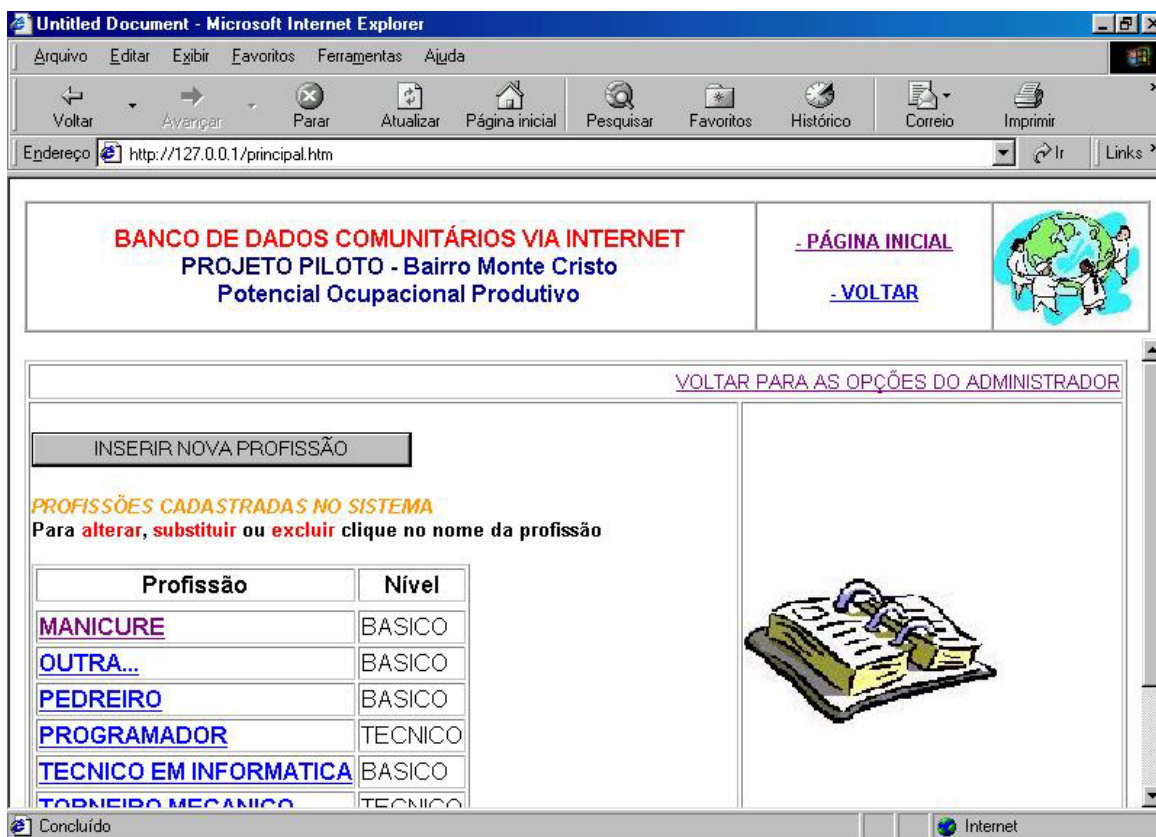 Untitled Document - Microsoft Internet Explorer
Arquivo Editar Exibir Favoritos Ferramentas Ajuda
Voltar Avançar Parar Atualizar Página inicial Pesquisar Favoritos Histórico Correio Imprimir
Endereço http://127.0.0.1/principal.htm Ir Links
BANCO DE DADOS COMUNITÁRIOS VIA INTERNET
PROJETO PILOTO - Bairro Monte Cristo
Potencial Ocupacional Produtivo
- PÁGINA INICIAL
- VOLTAR
VOLTAR PARA AS OPÇÕES DO ADMINISTRADOR
INSERIR NOVA PROFISSÃO
PROFISSÕES CADASTRADAS NO SISTEMA
Para alterar, substituir ou excluir clique no nome da profissão
Profissão Nível
MANICURE BASICO
OUTRA... BASICO
PEDREIRO BASICO
PROGRAMADOR TECNICO
TECNICO EM INFORMATICA BASICO
TORNEIRO MECANICO TECNICO
Concluído Internet